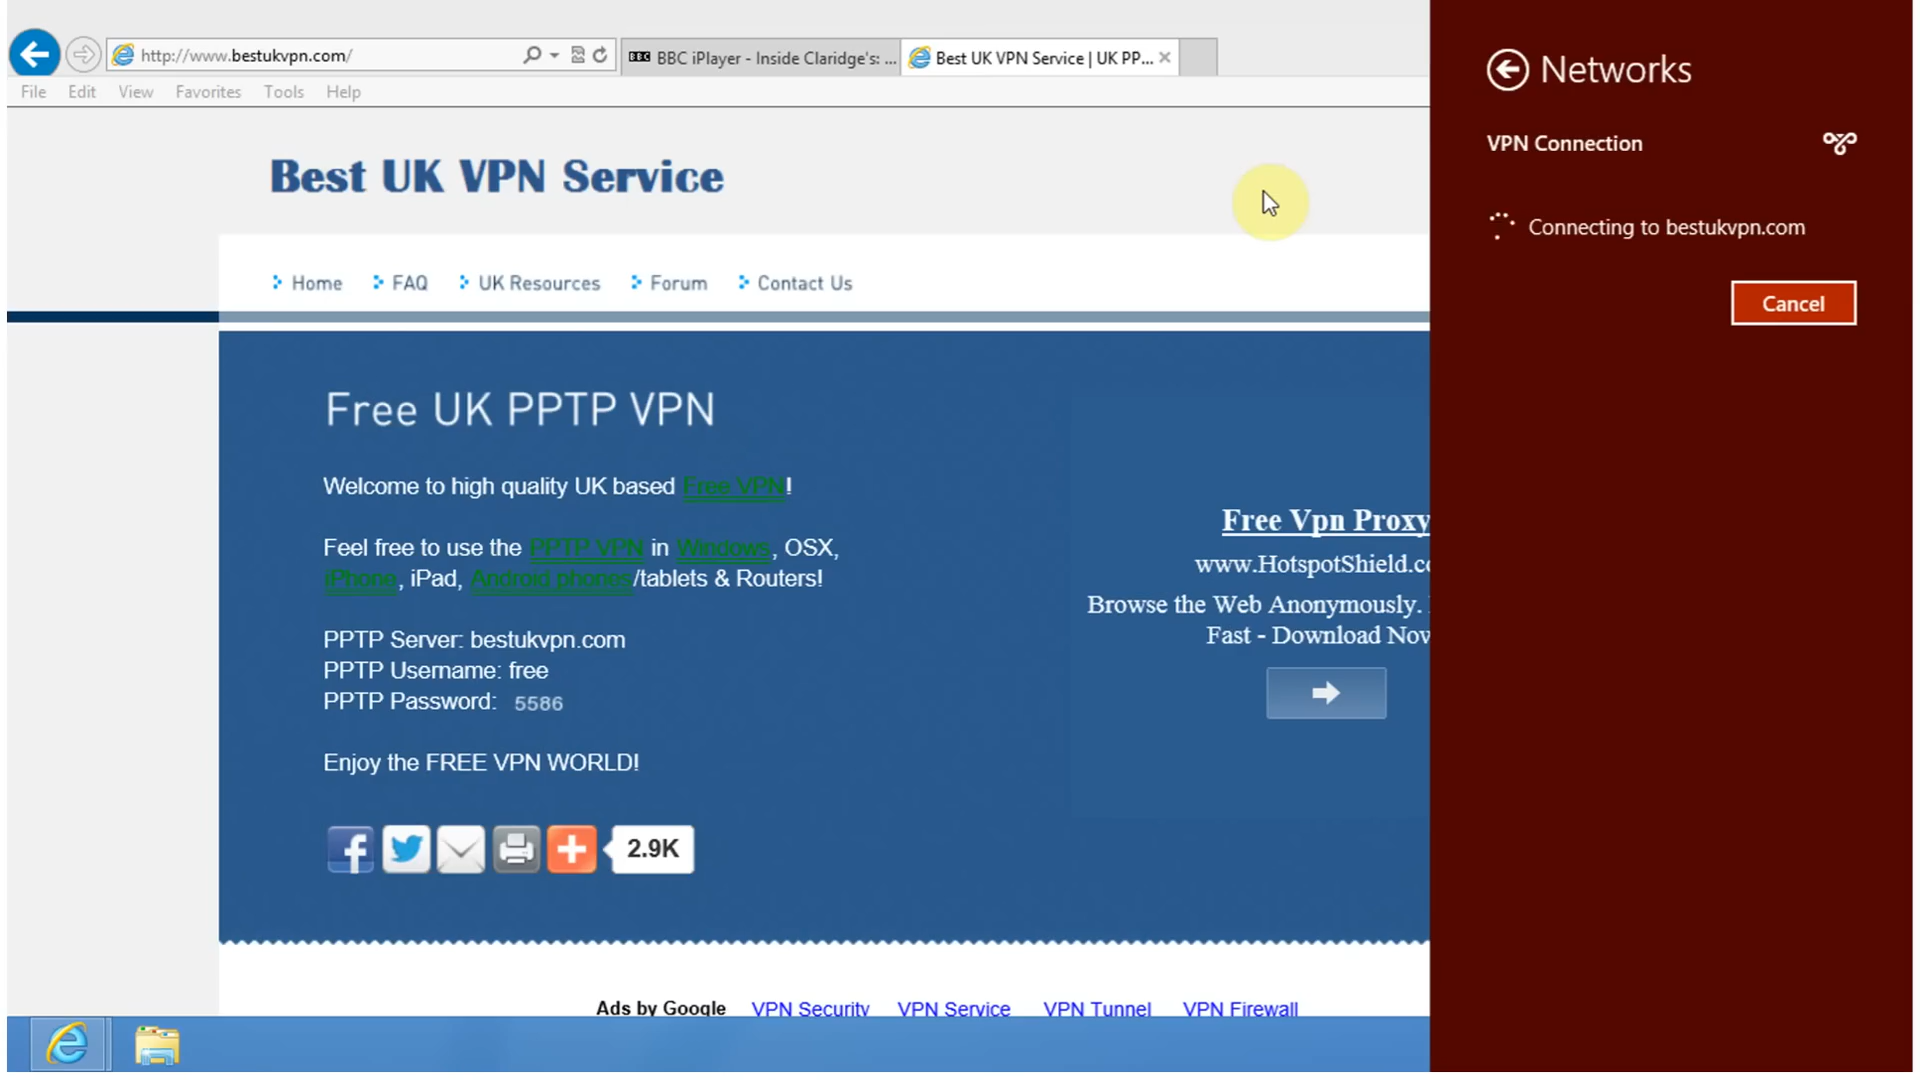 http://www.bestukvpn.com/
BBC iPlayer - Inside Claridge's: ...
Best UK VPN Service | UK PP...
File Edit View Favorites Tools Help
Best UK VPN Service
Home FAQ UK Resources Forum Contact Us
Free UK PPTP VPN
Welcome to high quality UK based Free VPN!
Feel free to use the PPTP VPN in Windows, OSX,
iPhone, iPad, Android phones/tablets & Routers!
PPTP Server: bestukvpn.com
PPTP Username: free
PPTP Password: 5586
Enjoy the FREE VPN WORLD!
2.9K
Free Vpn Proxy
www.HotspotShield.co
Browse the Web Anonymously.
Fast - Download Now
Ads by Google VPN Security VPN Service VPN Tunnel VPN Firewall
Networks
VPN Connection
Connecting to bestukvpn.com
Cancel